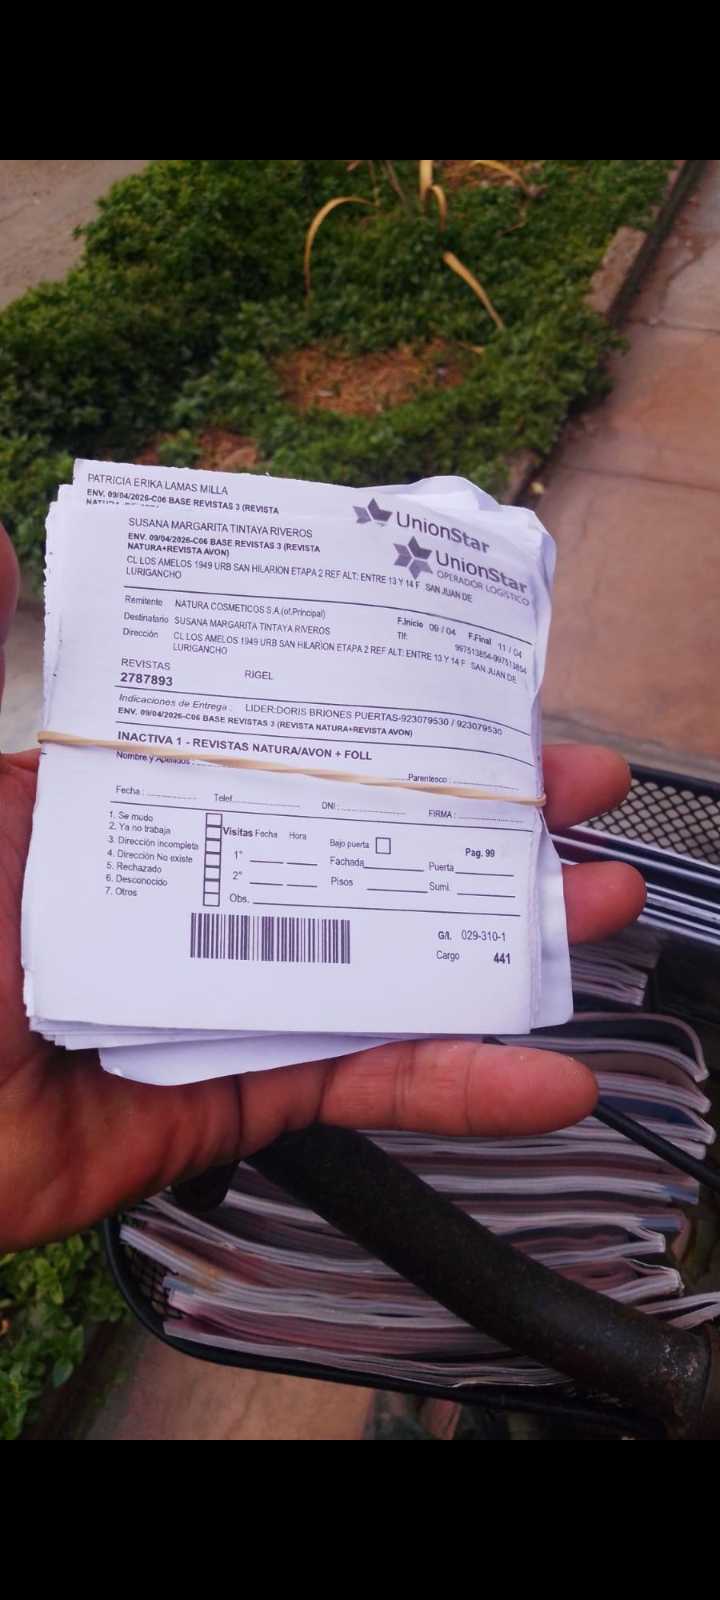 PATRICIA ERIKA LAMAS MILLA
ENV. 09/04/2026-C06 BASE REVISTAS 3 (REVISTA
UnionStar
SUSANA MARGARITA TINTAYA RIVEROS
ENV. 09/04/2026-C06 BASE REVISTAS 3 (REVISTA
NATURA+REVISTA AVON)
UnionStar
OPERADOR LOGÍSTICO
CL LOS AMELOS 1949 URB SAN HILARION ETAPA 2 REF ALT: ENTRE 13 Y 14 F SAN JUAN DE
LURIGANCHO
Remitente NATURA COSMETICOS S.A.(of.Principal)
F.Inicio 09 / 04 F.Final 11 / 04
Destinatario SUSANA MARGARITA TINTAYA RIVEROS
Tlf: 997513854-997513854
Dirección CL LOS AMELOS 1949 URB SAN HILARION ETAPA 2 REF ALT: ENTRE 13 Y 14 F SAN JUAN DE
LURIGANCHO
REVISTAS RIGEL
2787893
Indicaciones de Entrega : LIDER:DORIS BRIONES PUERTAS-923079530 / 923079530
ENV. 09/04/2026-C06 BASE REVISTAS 3 (REVISTA NATURA+REVISTA AVON)
INACTIVA 1 - REVISTAS NATURA/AVON + FOLL
Nombre y Apellidos : Parentesco :
Fecha : Telef. DNI : FIRMA :
1. Se mudo
2. Ya no trabaja
3. Dirección incompleta
4. Dirección No existe
5. Rechazado
6. Desconocido
7. Otros
Visitas Fecha Hora
1°
2°
Obs.
Bajo puerta
Fachada Puerta
Pisos Sumi.
Pag. 99
G/I. 029-310-1
Cargo 441